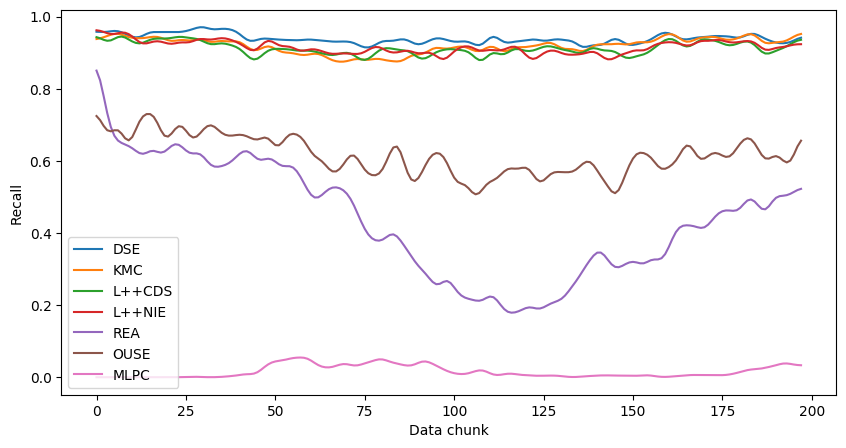 1.0
0.8
0.6
0.4
0.2
0.0
Recall
DSE
KMC
L++CDS
L++NIE
REA
OUSE
MLPC
0 25 50 75 100 125 150 175 200
Data chunk